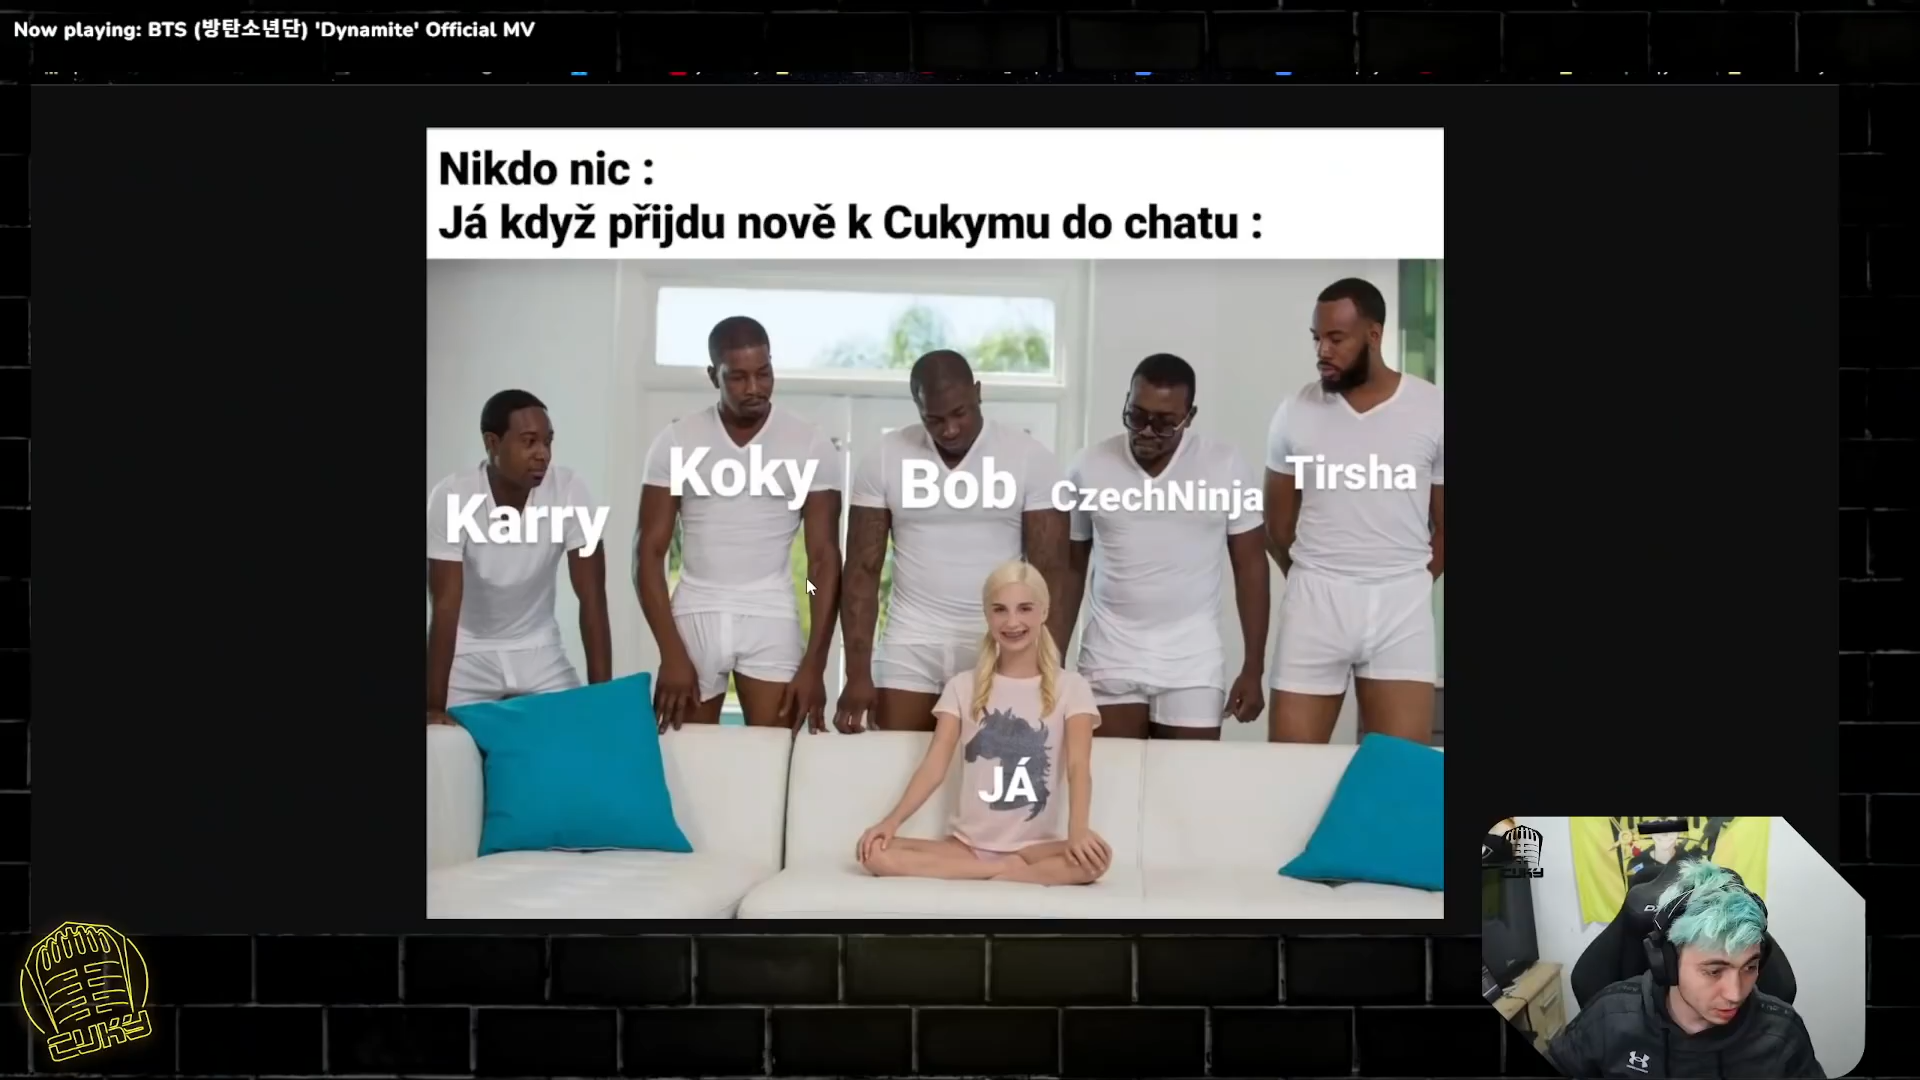 Now playing: BTS (방탄소년단) 'Dynamite' Official MV
Nikdo nic :
Já když přijdu nově k Cukymu do chatu :
Karry
Koky
Bob
CzechNinja
Tirsha
JÁ
CUKY
CUKY